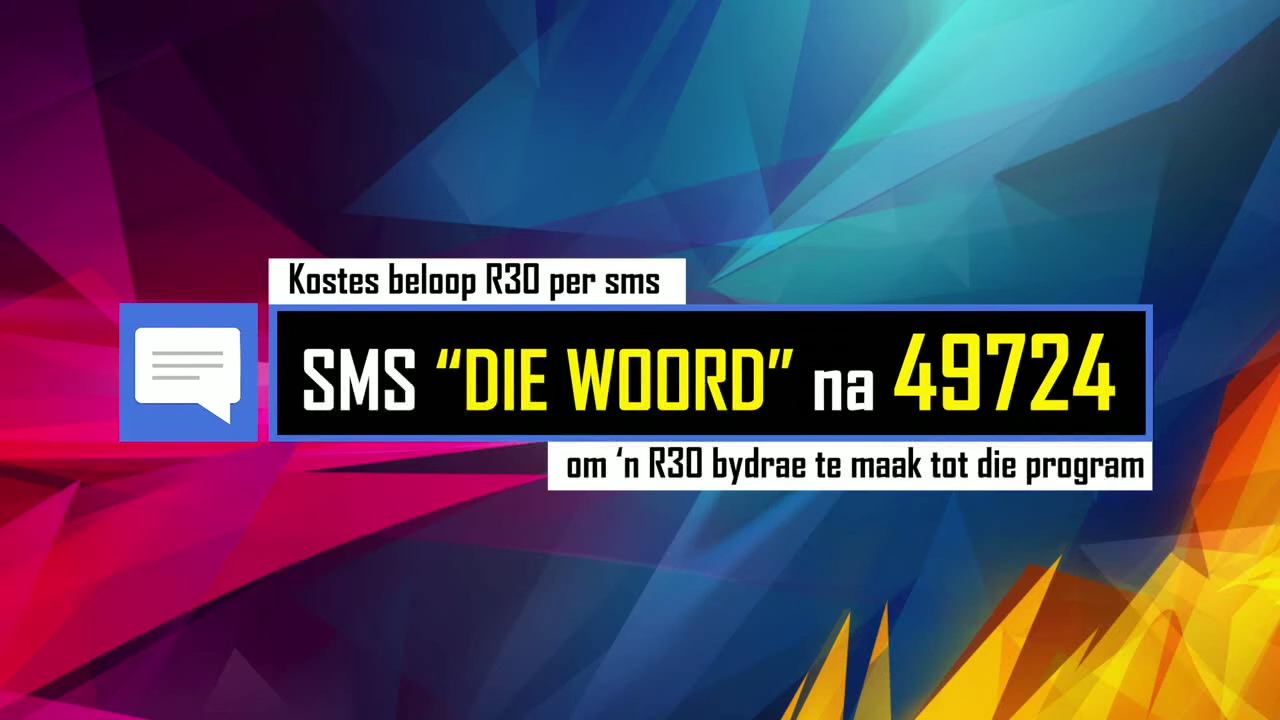 Kostes beloop R30 per sms
SMS “DIE WOORD” na 49724
om ‘n R30 bydrae te maak tot die program